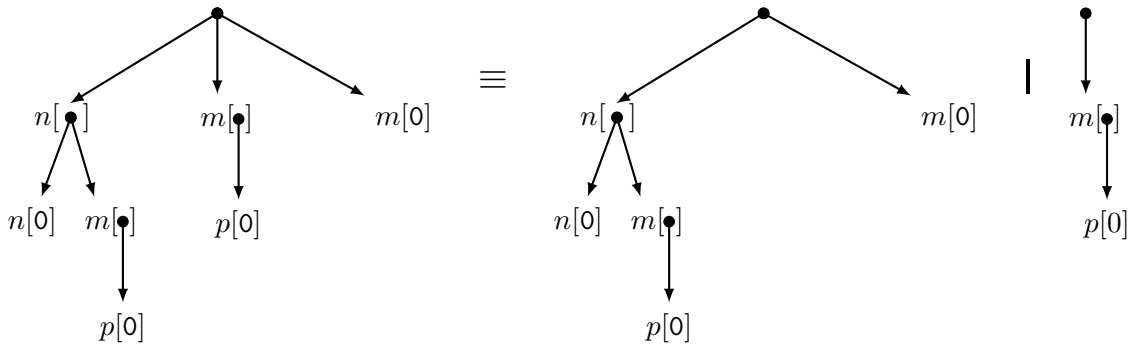 ≡ |
n[ ] m[ ] m[0] n[ ] m[0] m[ ]
n[0] m[ ] p[0] n[0] m[ ] p[0]
p[0] p[0]